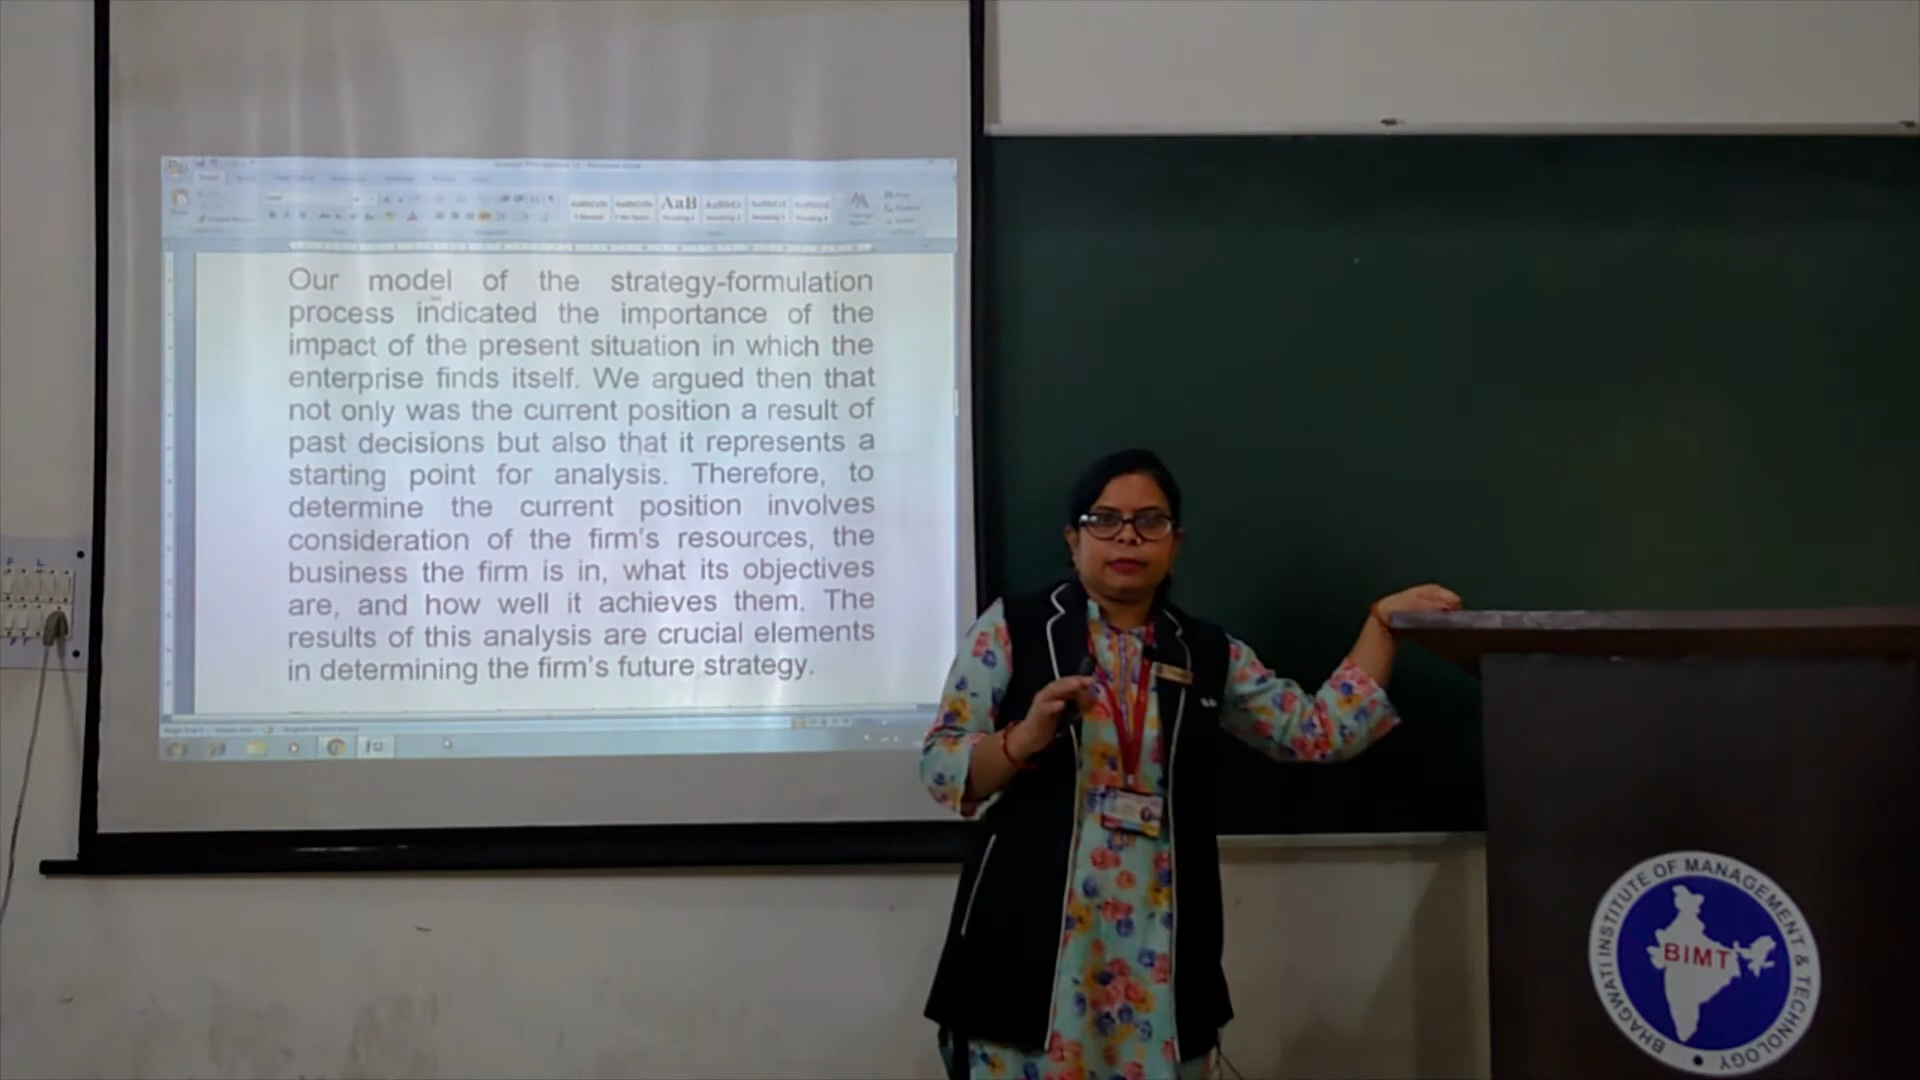 AaB
Our model of the strategy-formulation
process indicated the importance of the
impact of the present situation in which the
enterprise finds itself. We argued then that
not only was the current position a result of
past decisions but also that it represents a
starting point for analysis. Therefore, to
determine the current position involves
consideration of the firm's resources, the
business the firm is in, what its objectives
are, and how well it achieves them. The
results of this analysis are crucial elements
in determining the firm's future strategy.
BHAGWATI INSTITUTE OF MANAGEMENT & TECHNOLOGY
BIMT